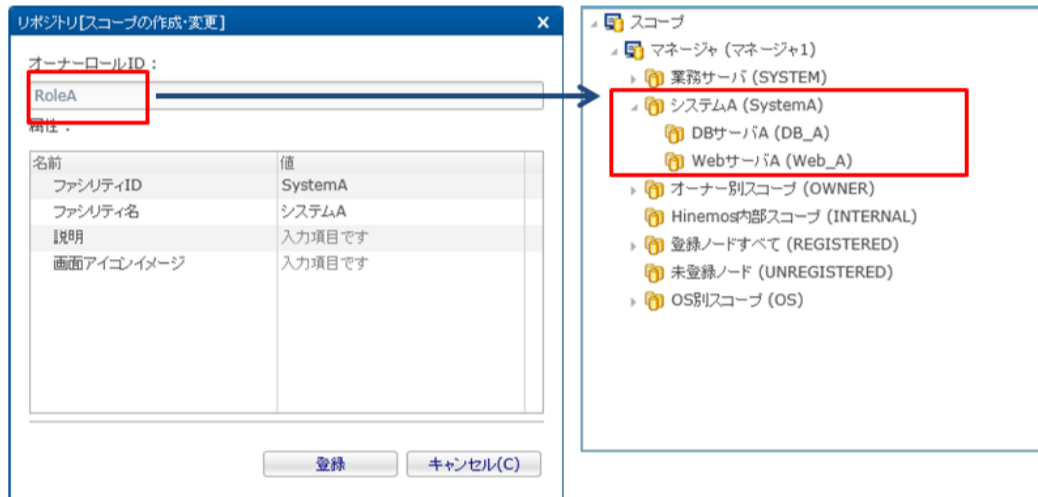 リポジトリ[スコープの作成・変更]
オーナーロールID：
RoleA
属性：
名前 値
ファシリティID SystemA
ファシリティ名 システムA
説明 入力項目です
画面アイコンイメージ 入力項目です
登録 キャンセル(C)
スコープ
マネージャ (マネージャ1)
業務サーバ (SYSTEM)
システムA (SystemA)
DBサーバA (DB_A)
WebサーバA (Web_A)
オーナー別スコープ (OWNER)
Hinemos内部スコープ (INTERNAL)
登録ノードすべて (REGISTERED)
未登録ノード (UNREGISTERED)
OS別スコープ (OS)